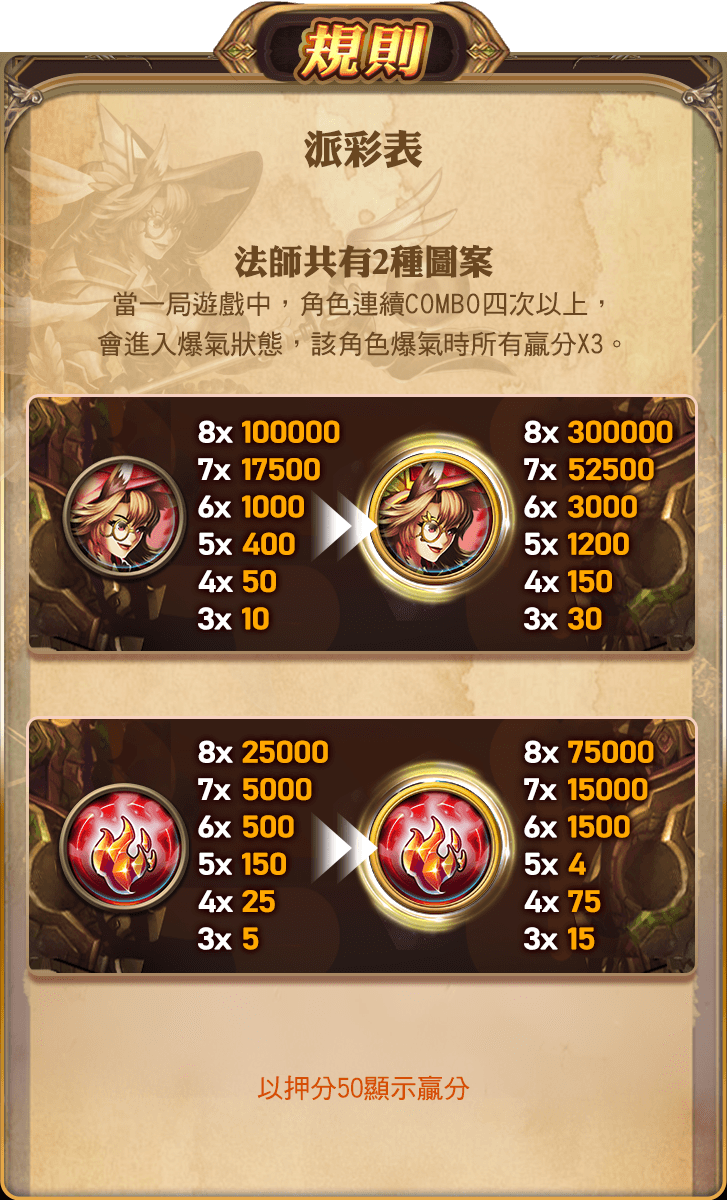 規則
派彩表
法師共有2種圖案
當一局遊戲中，角色連續COMBO四次以上，
會進入爆氣狀態，該角色爆氣時所有贏分X3。
8x 100000
7x 17500
6x 1000
5x 400
4x 50
3x 10
8x 300000
7x 52500
6x 3000
5x 1200
4x 150
3x 30
8x 25000
7x 5000
6x 500
5x 150
4x 25
3x 5
8x 75000
7x 15000
6x 1500
5x 4
4x 75
3x 15
以押分50顯示贏分